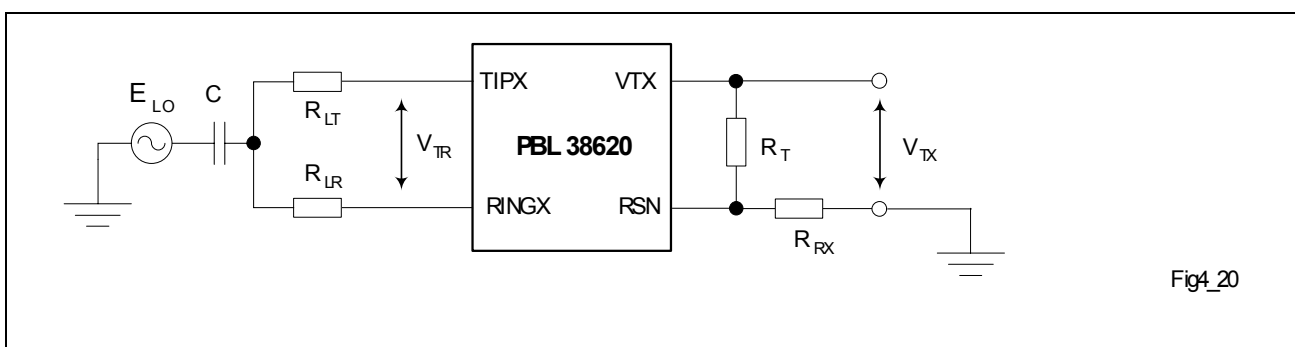 E LO
C
R LT
V TR
R LR
TIPX
RINGX
PBL 38620
VTX
RSN
R T
V TX
R RX
Fig4_20